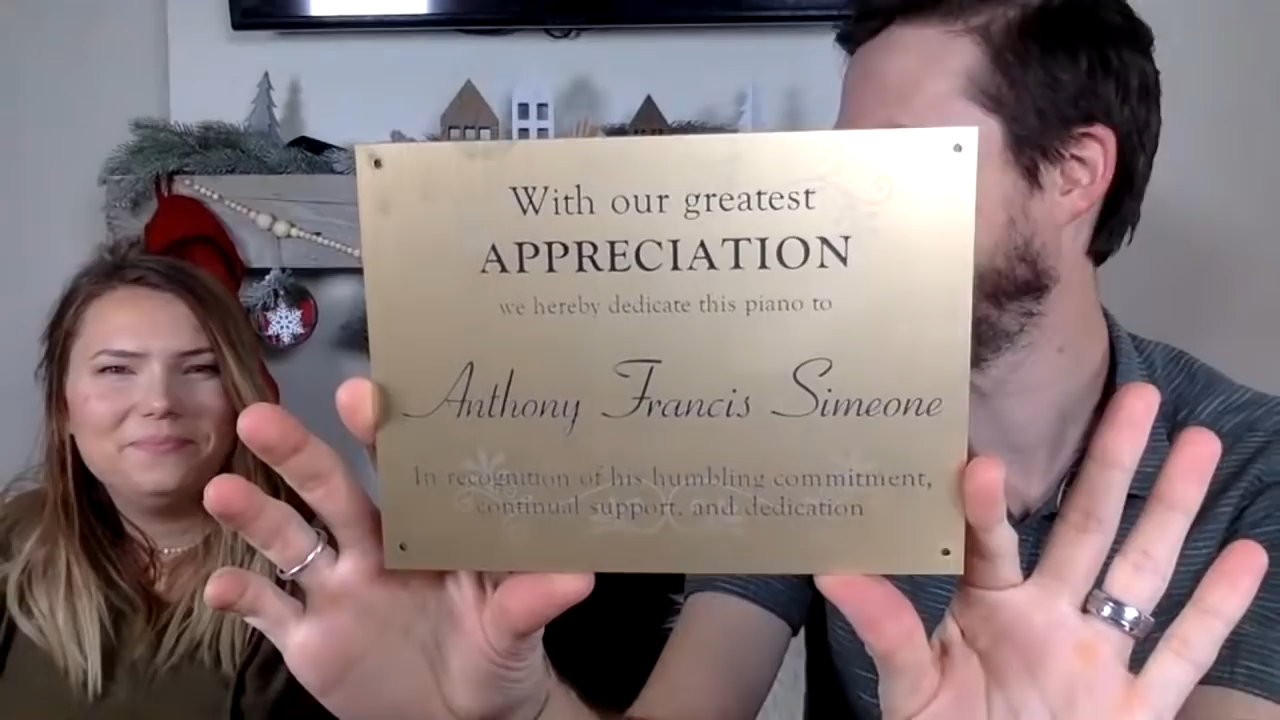 With our greatest
APPRECIATION
we hereby dedicate this piano to
Anthony Francis Simeone
In recognition of his humbling commitment,
continual support, and dedication